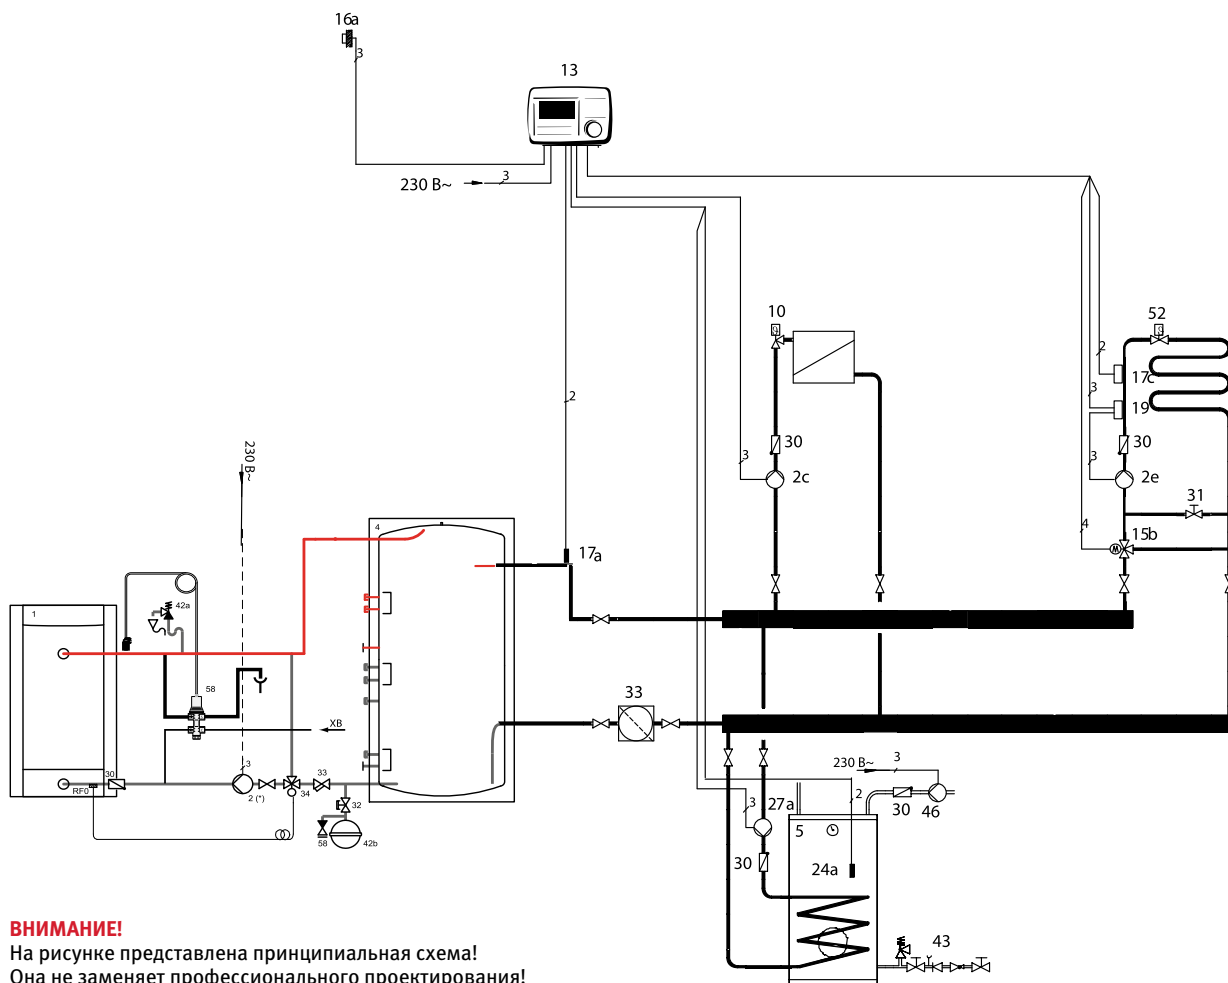 16a
3
13
230 В~
3
10
52
2
17c
2
3
19
30
30
230 В~
3
3
2c
2e
31
4
15b
4
17a
1
42a
58
33
ХВ
3
230 В~
3
30
RF0
2 (*)
34
33
32
58
42b
3
27a
2
30
46
5
30
24a
43
ВНИМАНИЕ!
На рисунке представлена принципиальная схема!
Она не заменяет профессионального проектирования!